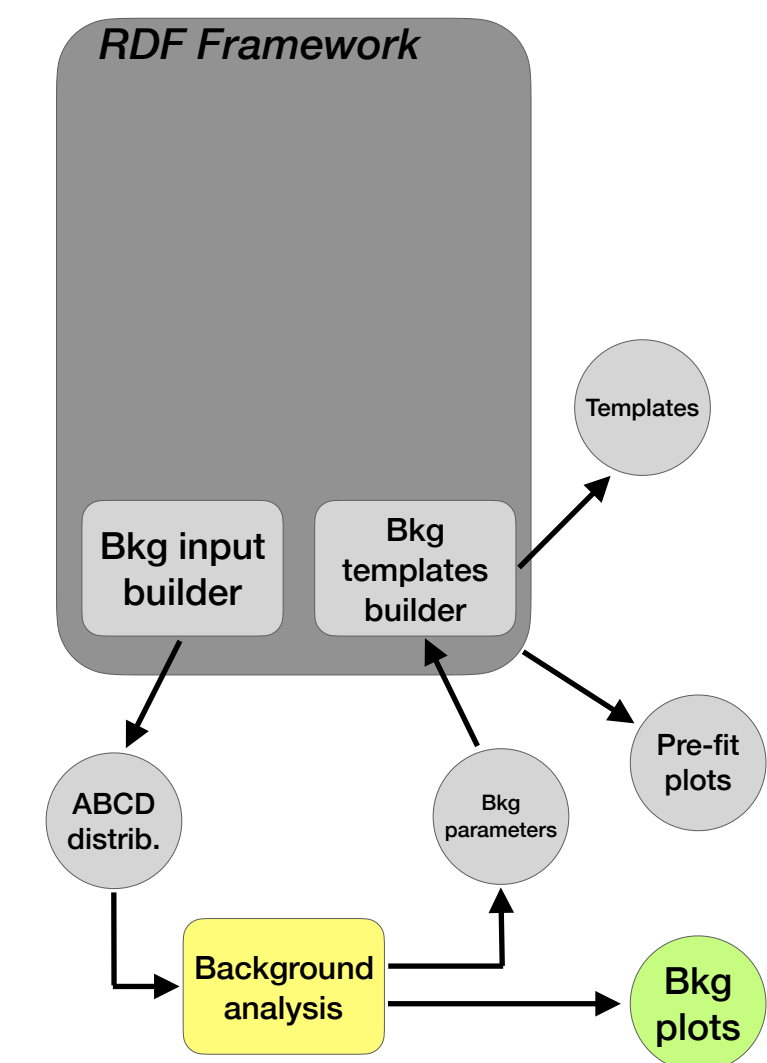 RDF Framework
Templates
Bkg input
builder
Bkg
templates
builder
Pre-fit
plots
ABCD
distrib.
Bkg
parameters
Background
analysis
Bkg
plots